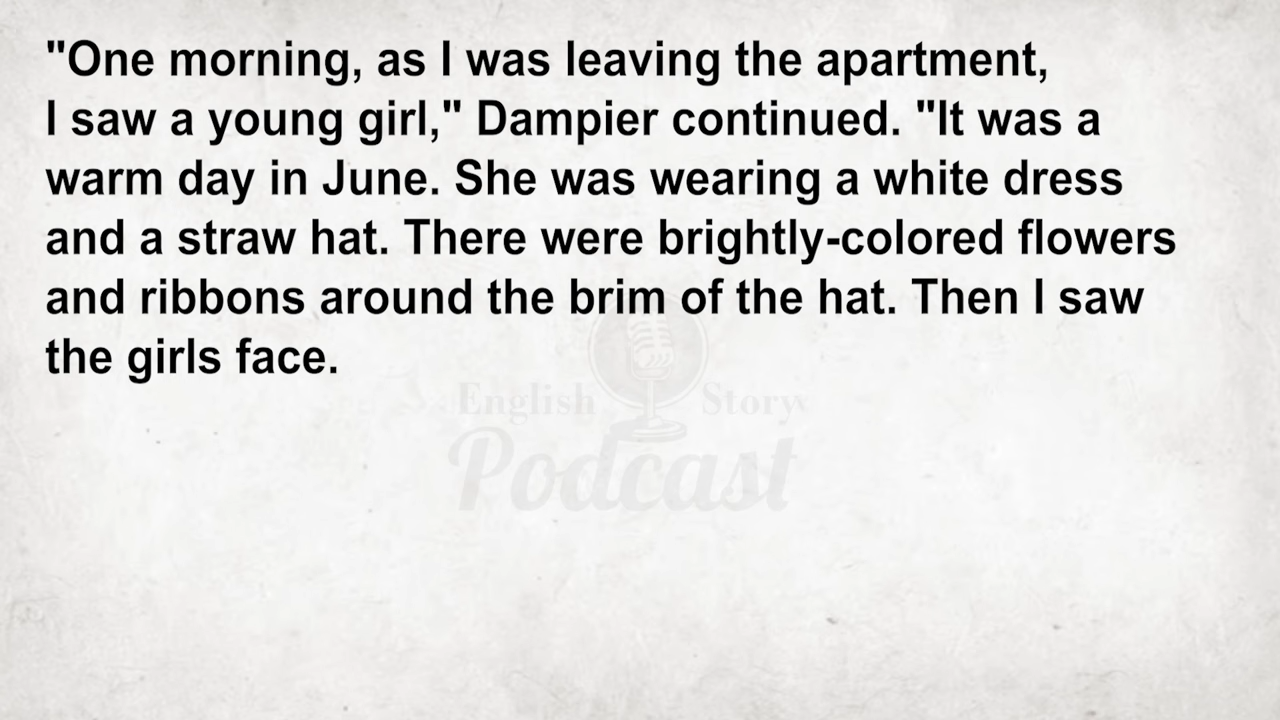 "One morning, as I was leaving the apartment,
I saw a young girl," Dampier continued. "It was a
warm day in June. She was wearing a white dress
and a straw hat. There were brightly-colored flowers
and ribbons around the brim of the hat. Then I saw
the girls face.
English Story
Podcast